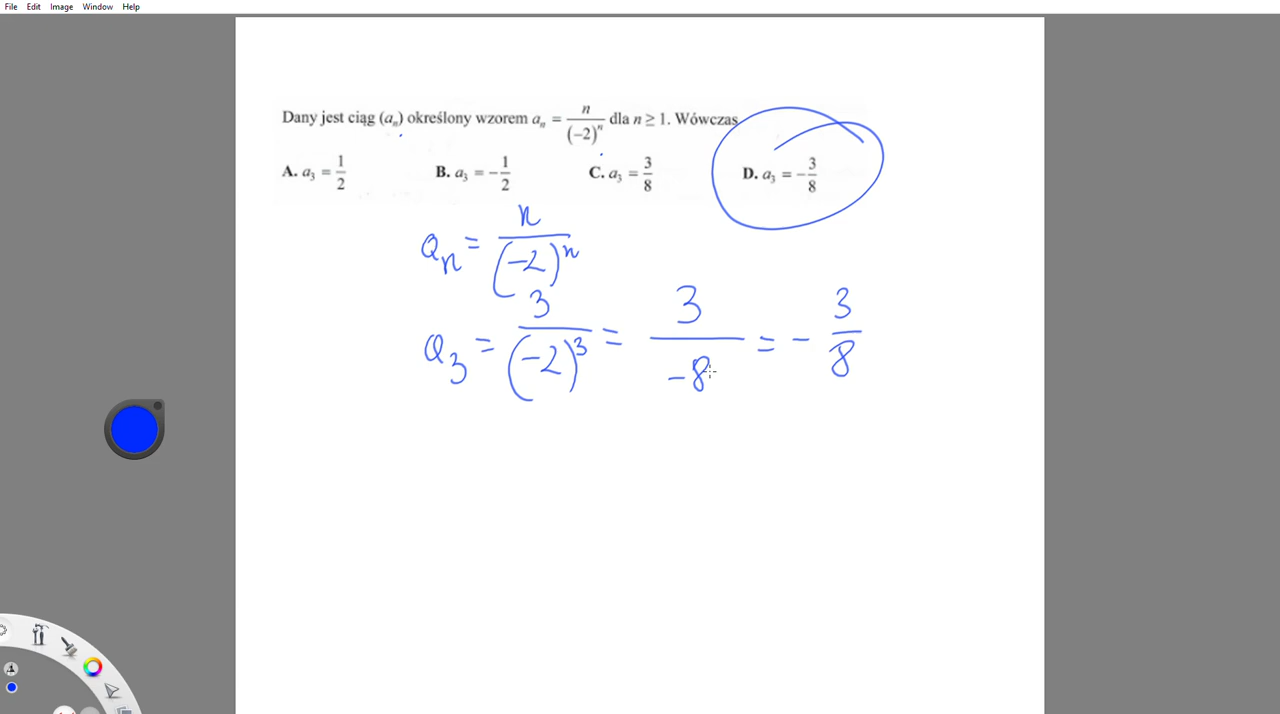 File Edit Image Window Help
Dany jest ciąg (aₙ) określony wzorem aₙ = n/(–2)ⁿ dla n ≥ 1. Wówczas
A. a₃ = 1/2 B. a₃ = –1/2 C. a₃ = 3/8 D. a₃ = –3/8
aₙ = n/(–2)ⁿ
a₃ = 3/(–2)³ = 3/–8 = –3/8